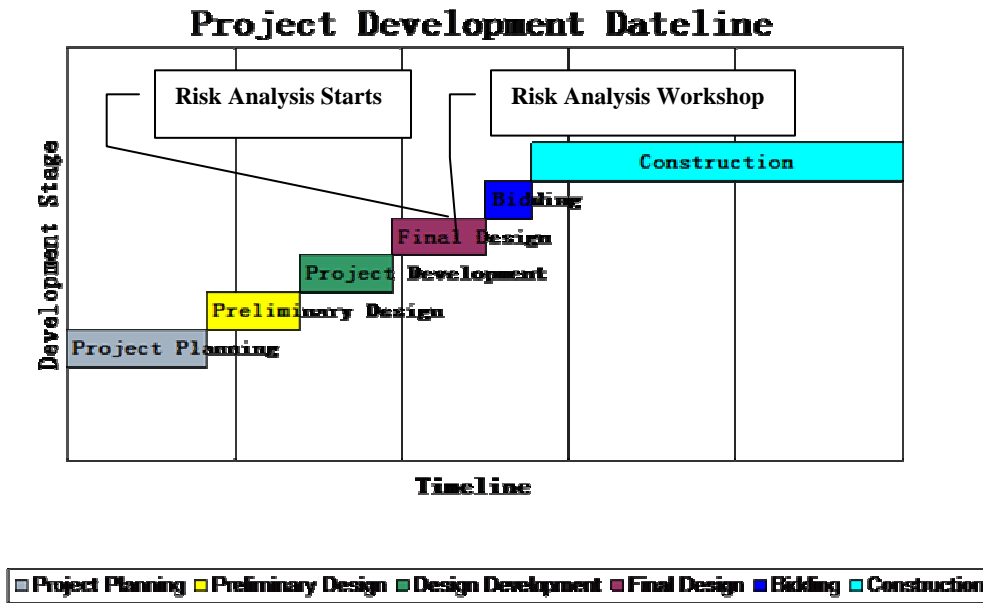 Project Development Dateline
Risk Analysis Starts
Risk Analysis Workshop
Development Stage
Construction
Bidding
Final Design
Project Development
Preliminary Design
Project Planning
Timeline
Project Planning Preliminary Design Design Development Final Design Bidding Construction